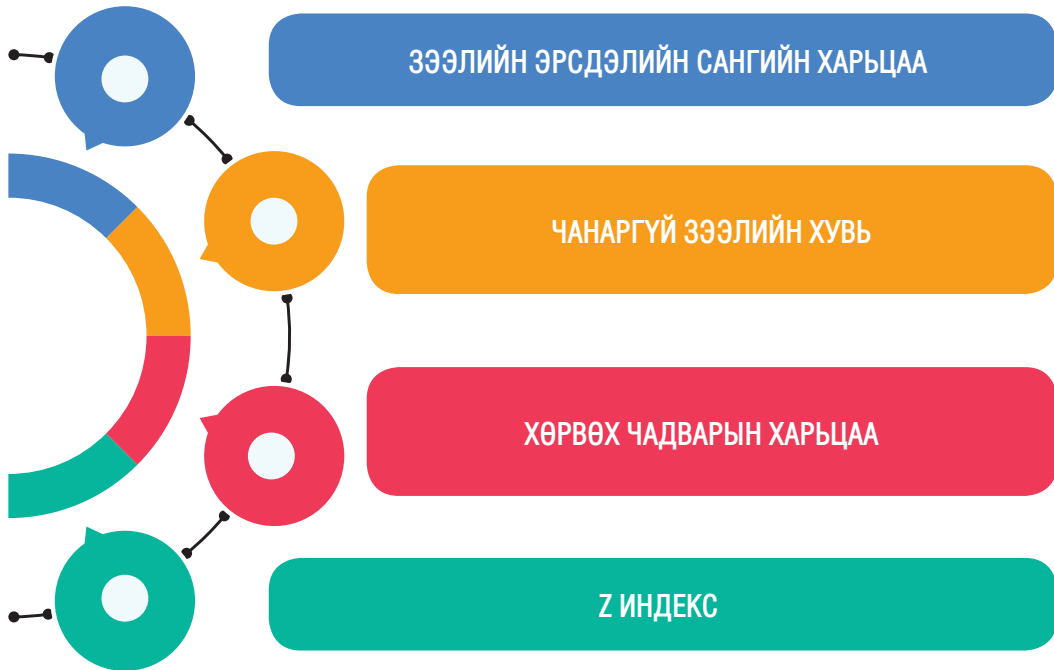 ЗЭЭЛИЙН ЭРСДЭЛИЙН САНГИЙН ХАРЬЦАА
ЧАНАРГҮЙ ЗЭЭЛИЙН ХУВЬ
ХӨРВӨХ ЧАДВАРЫН ХАРЬЦАА
Z ИНДЕКС